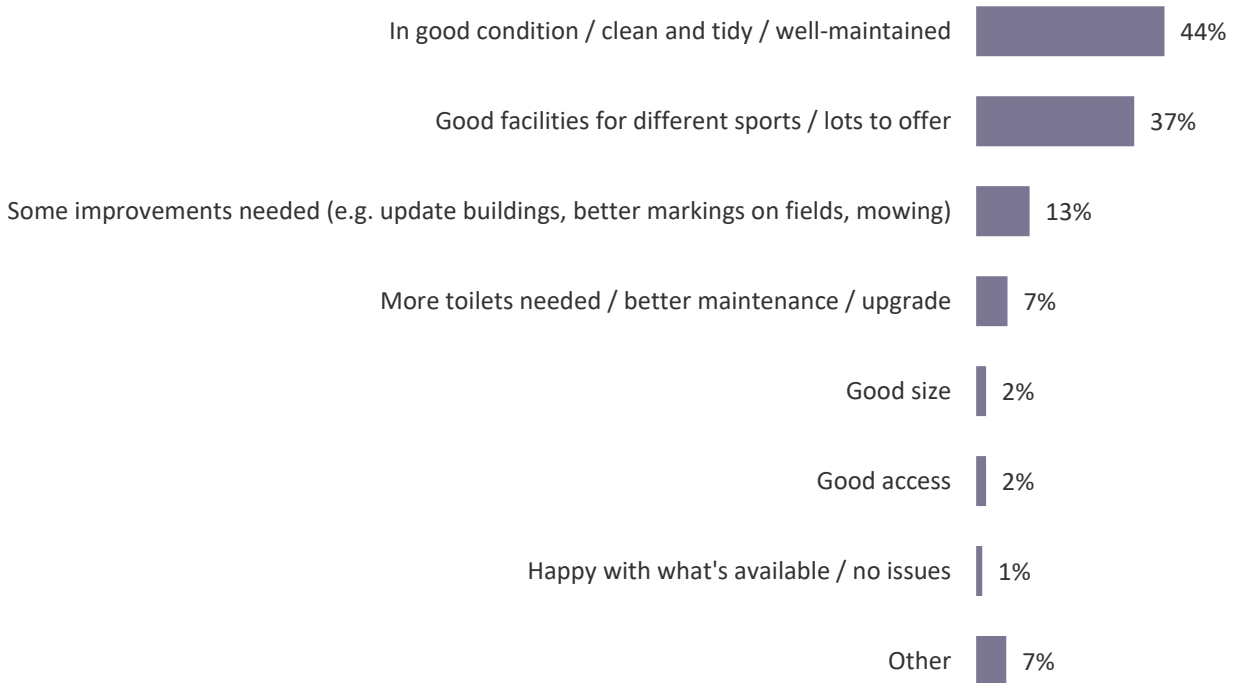 In good condition / clean and tidy / well-maintained 44%
Good facilities for different sports / lots to offer 37%
Some improvements needed (e.g. update buildings, better markings on fields, mowing) 13%
More toilets needed / better maintenance / upgrade 7%
Good size 2%
Good access 2%
Happy with what's available / no issues 1%
Other 7%